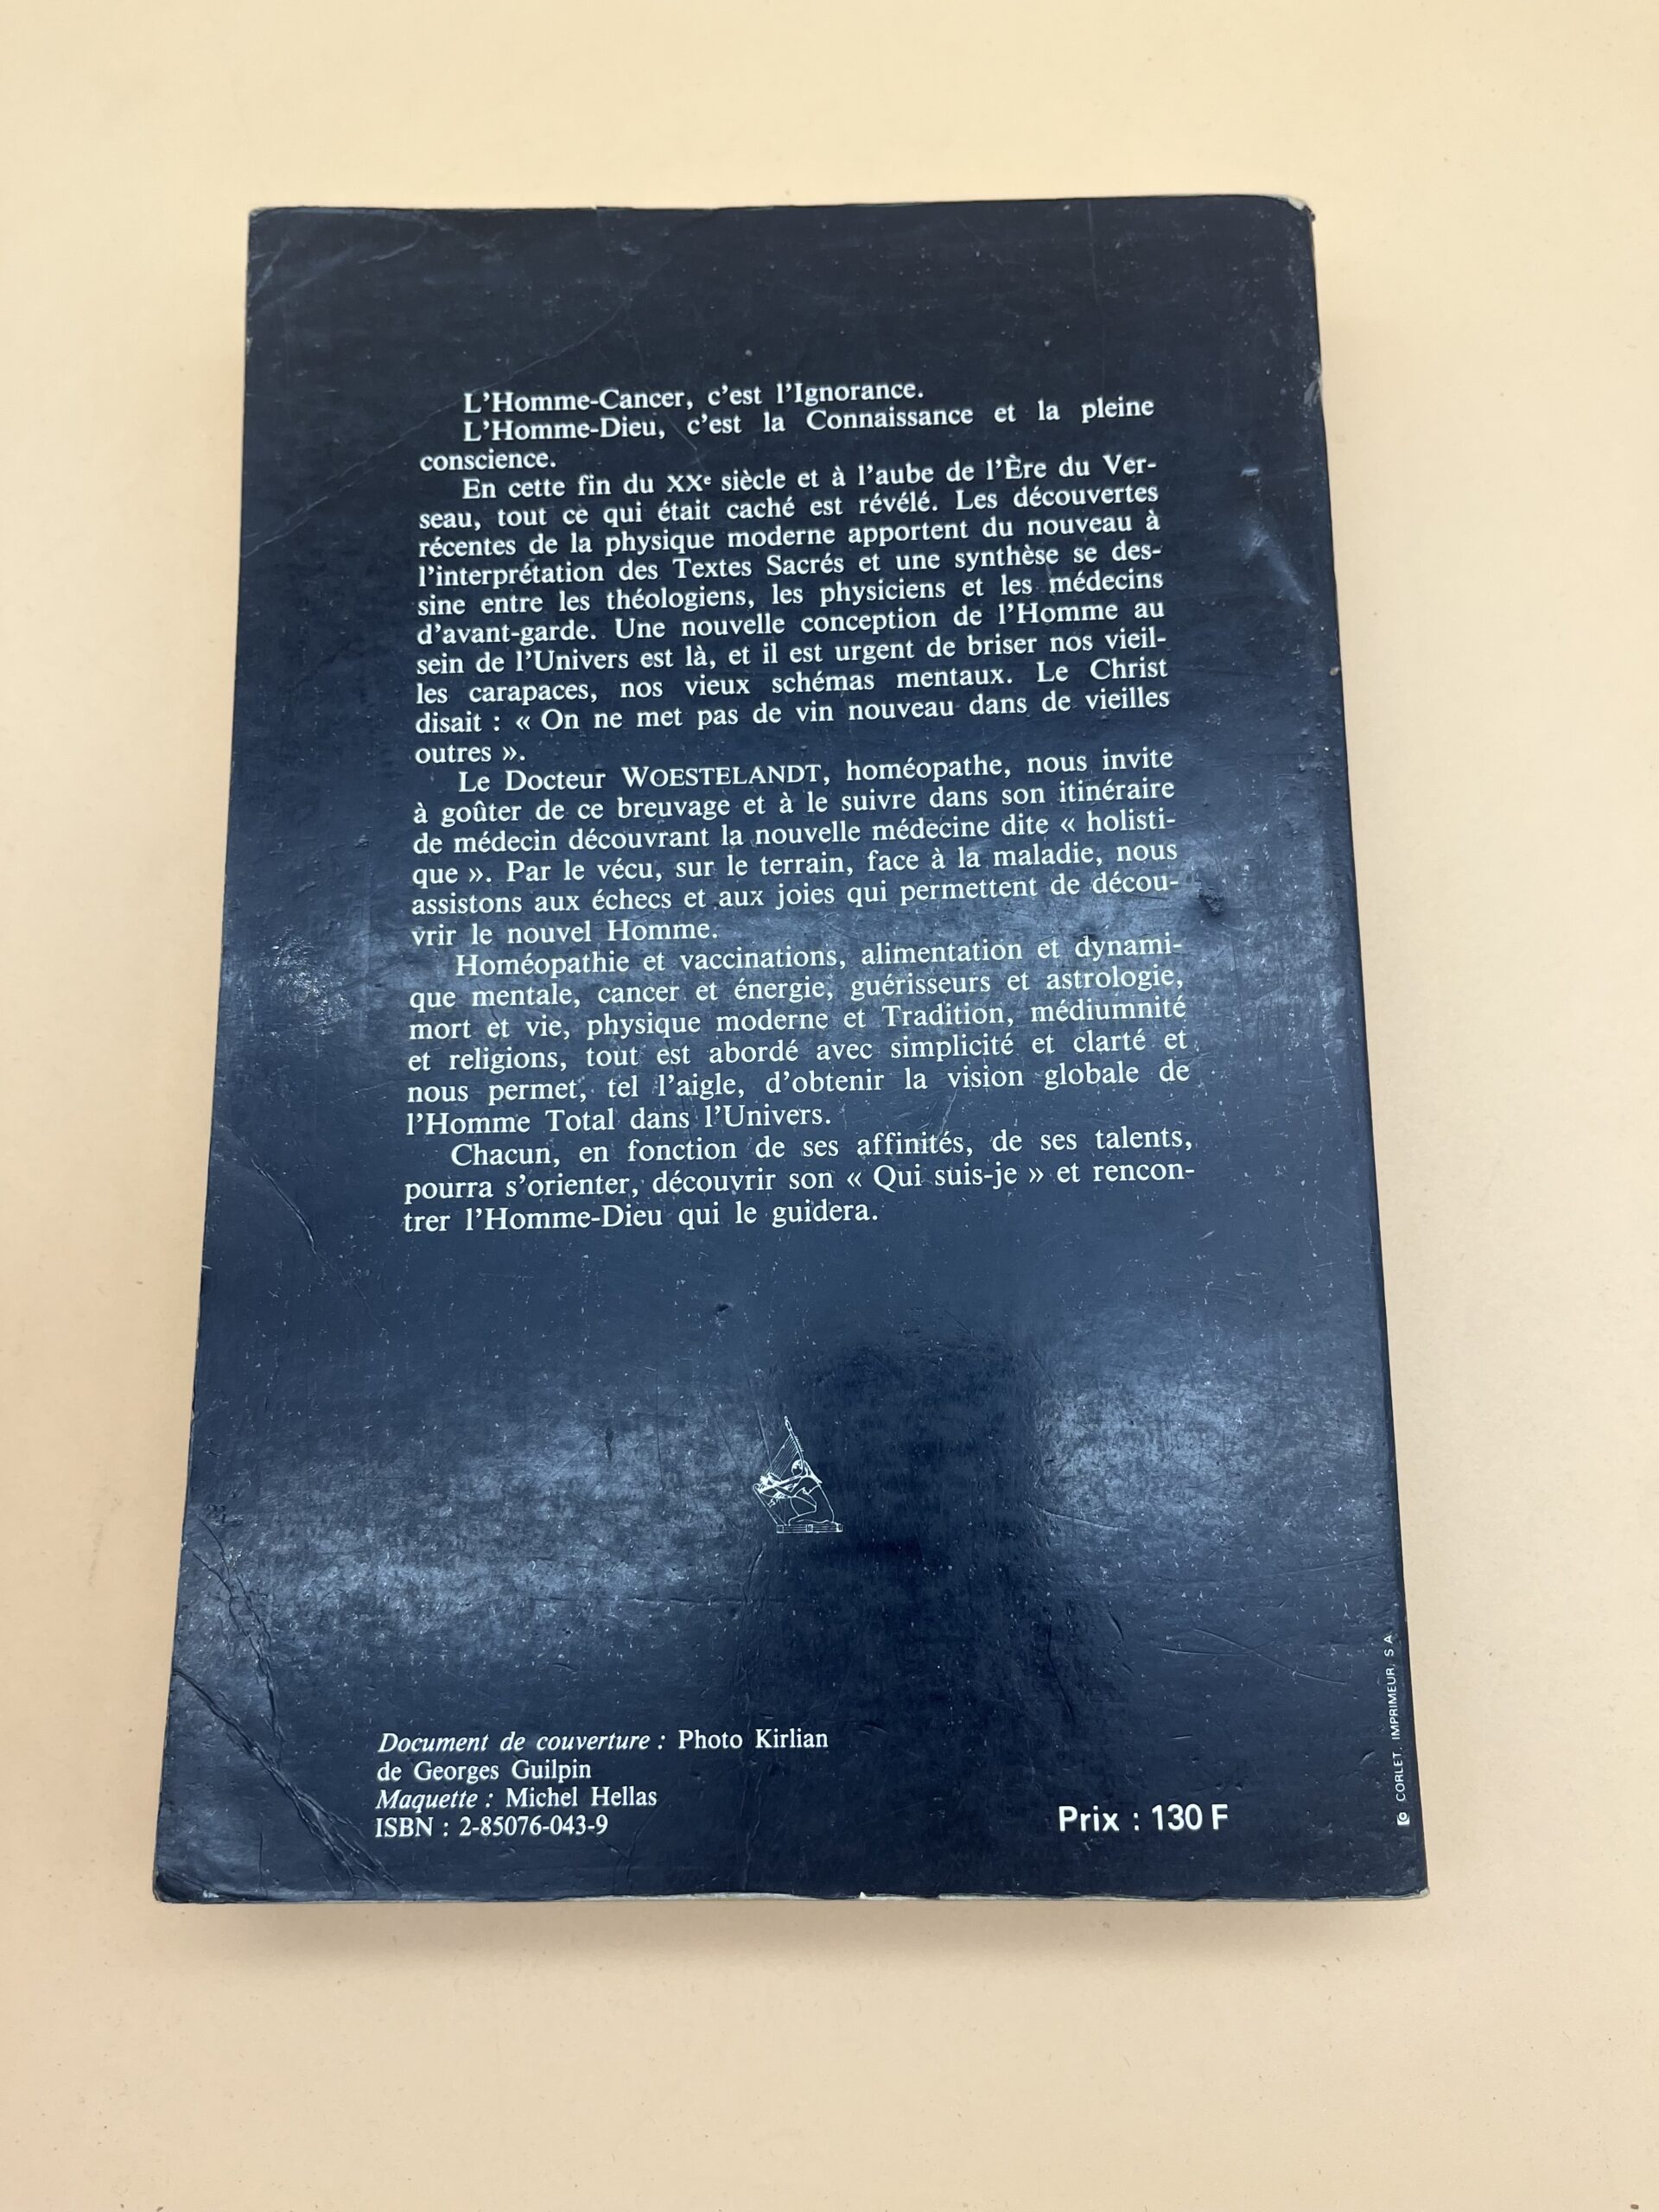 L'Homme-Cancer, c'est l'Ignorance.
L'Homme-Dieu, c'est la Connaissance et la pleine
conscience.
En cette fin du XXe siècle et à l'aube de l'Ère du Ver-
seau, tout ce qui était caché est révélé. Les découvertes
récentes de la physique moderne apportent du nouveau à
l'interprétation des Textes Sacrés et une synthèse se des-
sine entre les théologiens, les physiciens et les médecins
d'avant-garde. Une nouvelle conception de l'Homme au
sein de l'Univers est là, et il est urgent de briser nos vieil-
les carapaces, nos vieux schémas mentaux. Le Christ
disait : « On ne met pas de vin nouveau dans de vieilles
outres ».
Le Docteur WOESTELANDT, homéopathe, nous invite
à goûter de ce breuvage et à le suivre dans son itinéraire
de médecin découvrant la nouvelle médecine dite « holisti-
que ». Par le vécu, sur le terrain, face à la maladie, nous
assistons aux échecs et aux joies qui permettent de décou-
vrir le nouvel Homme.
Homéopathie et vaccinations, alimentation et dynami-
que mentale, cancer et énergie, guérisseurs et astrologie,
mort et vie, physique moderne et Tradition, médiumnité
et religions, tout est abordé avec simplicité et clarté et
nous permet, tel l'aigle, d'obtenir la vision globale de
l'Homme Total dans l'Univers.
Chacun, en fonction de ses affinités, de ses talents,
pourra s'orienter, découvrir son « Qui suis-je » et rencon-
trer l'Homme-Dieu qui le guidera.
Document de couverture : Photo Kirlian
de Georges Guilpin
Maquette : Michel Hellas
ISBN : 2-85076-043-9
Prix : 130 F
CORLET, IMPRIMEUR, S.A.